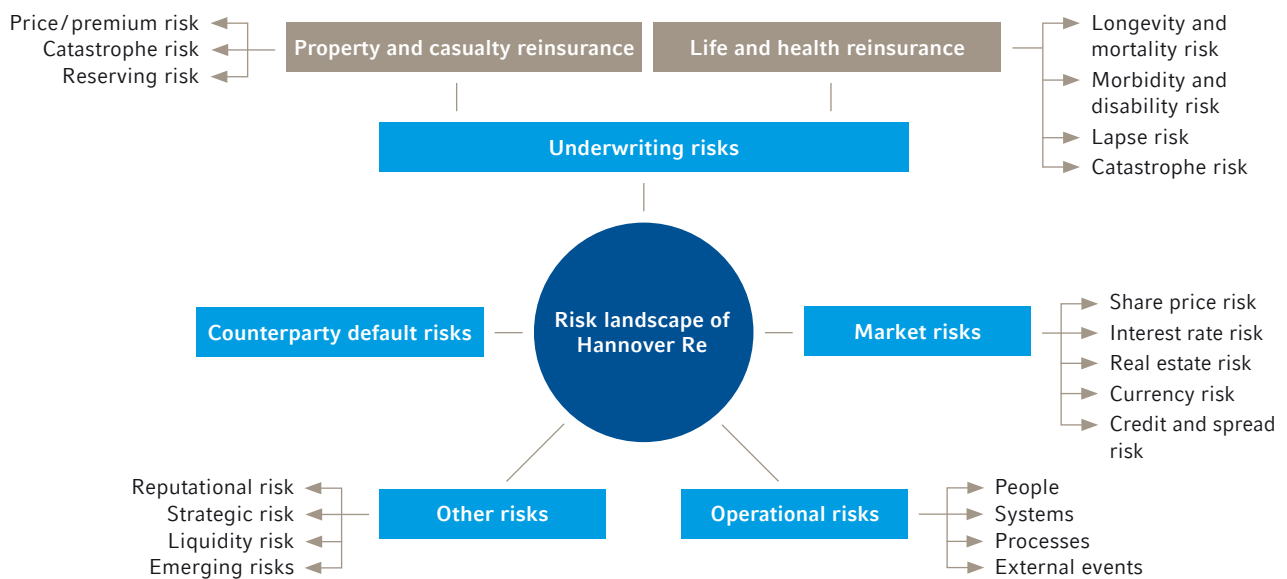 Price/premium risk
Catastrophe risk
Reserving risk
Property and casualty reinsurance
Life and health reinsurance
Longevity and
mortality risk
Morbidity and
disability risk
Lapse risk
Catastrophe risk
Underwriting risks
Counterparty default risks
Risk landscape of
Hannover Re
Market risks
Share price risk
Interest rate risk
Real estate risk
Currency risk
Credit and spread
risk
Reputational risk
Strategic risk
Liquidity risk
Emerging risks
Other risks
Operational risks
People
Systems
Processes
External events